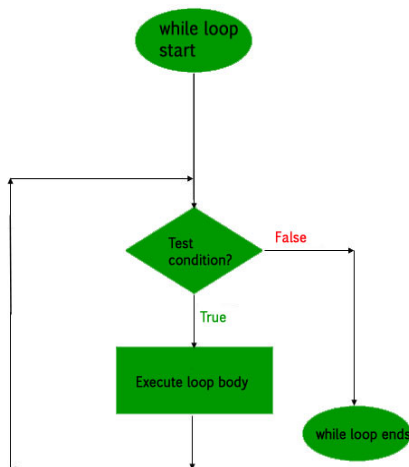 while loop
start
Test
condition?
False
True
Execute loop body
while loop ends